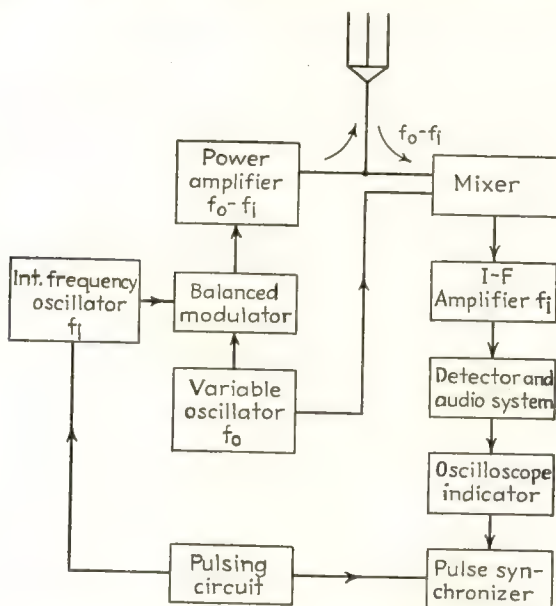 f₀-fᵢ
Power
amplifier
f₀-fᵢ
Mixer
Int. frequency
oscillator
fᵢ
Balanced
modulator
I-F
Amplifier fᵢ
Variable
oscillator
f₀
Detector and
audio system
Oscilloscope
indicator
Pulsing
circuit
Pulse syn-
chronizer